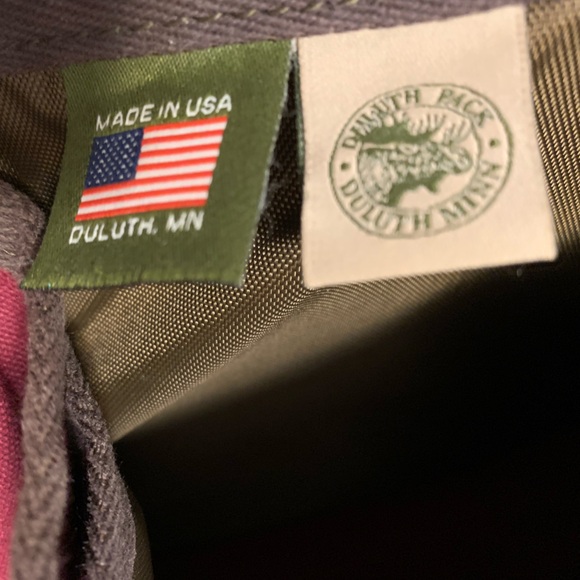 MADE IN USA
DULUTH, MN
DULUTH PACK
DULUTH MINN